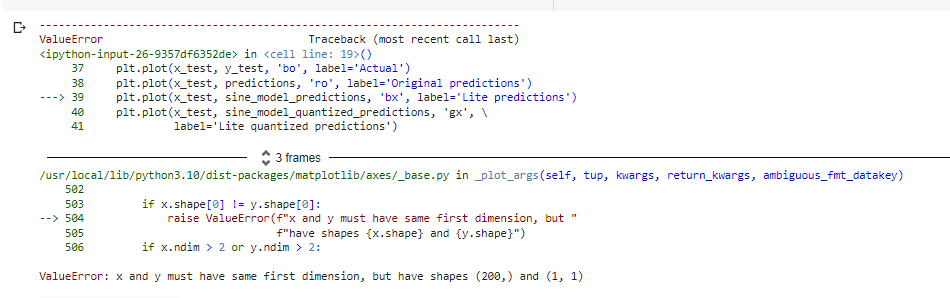 ---------------------------------------------------------------------------
ValueError                                Traceback (most recent call last)
<ipython-input-26-9357df6352de> in <cell line: 19>()
     37     plt.plot(x_test, y_test, 'bo', label='Actual')
     38     plt.plot(x_test, predictions, 'ro', label='Original predictions')
---> 39     plt.plot(x_test, sine_model_predictions, 'bx', label='Lite predictions')
     40     plt.plot(x_test, sine_model_quantized_predictions, 'gx', \
     41              label='Lite quantized predictions')
3 frames
/usr/local/lib/python3.10/dist-packages/matplotlib/axes/_base.py in _plot_args(self, tup, kwargs, return_kwargs, ambiguous_fmt_datakey)
    502
    503         if x.shape[0] != y.shape[0]:
--> 504             raise ValueError(f"x and y must have same first dimension, but "
    505                              f"have shapes {x.shape} and {y.shape}")
    506         if x.ndim > 2 or y.ndim > 2:
ValueError: x and y must have same first dimension, but have shapes (200,) and (1, 1)